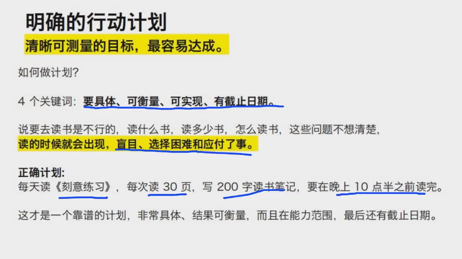 明确的行动计划
清晰可测量的目标，最容易达成。
如何做计划？
4 个关键词：要具体、可衡量、可实现、有截止日期。
说要去读书是不行的，读什么书，读多少书，怎么读书，这些问题不想清楚，
读的时候就会出现，盲目、选择困难和应付了事。
正确计划:
每天读《刻意练习》，每次读 30 页，写 200 字读书笔记，要在晚上 10 点半之前读完。
这才是一个靠谱的计划，非常具体、结果可衡量，而且在能力范围，最后还有截止日期。